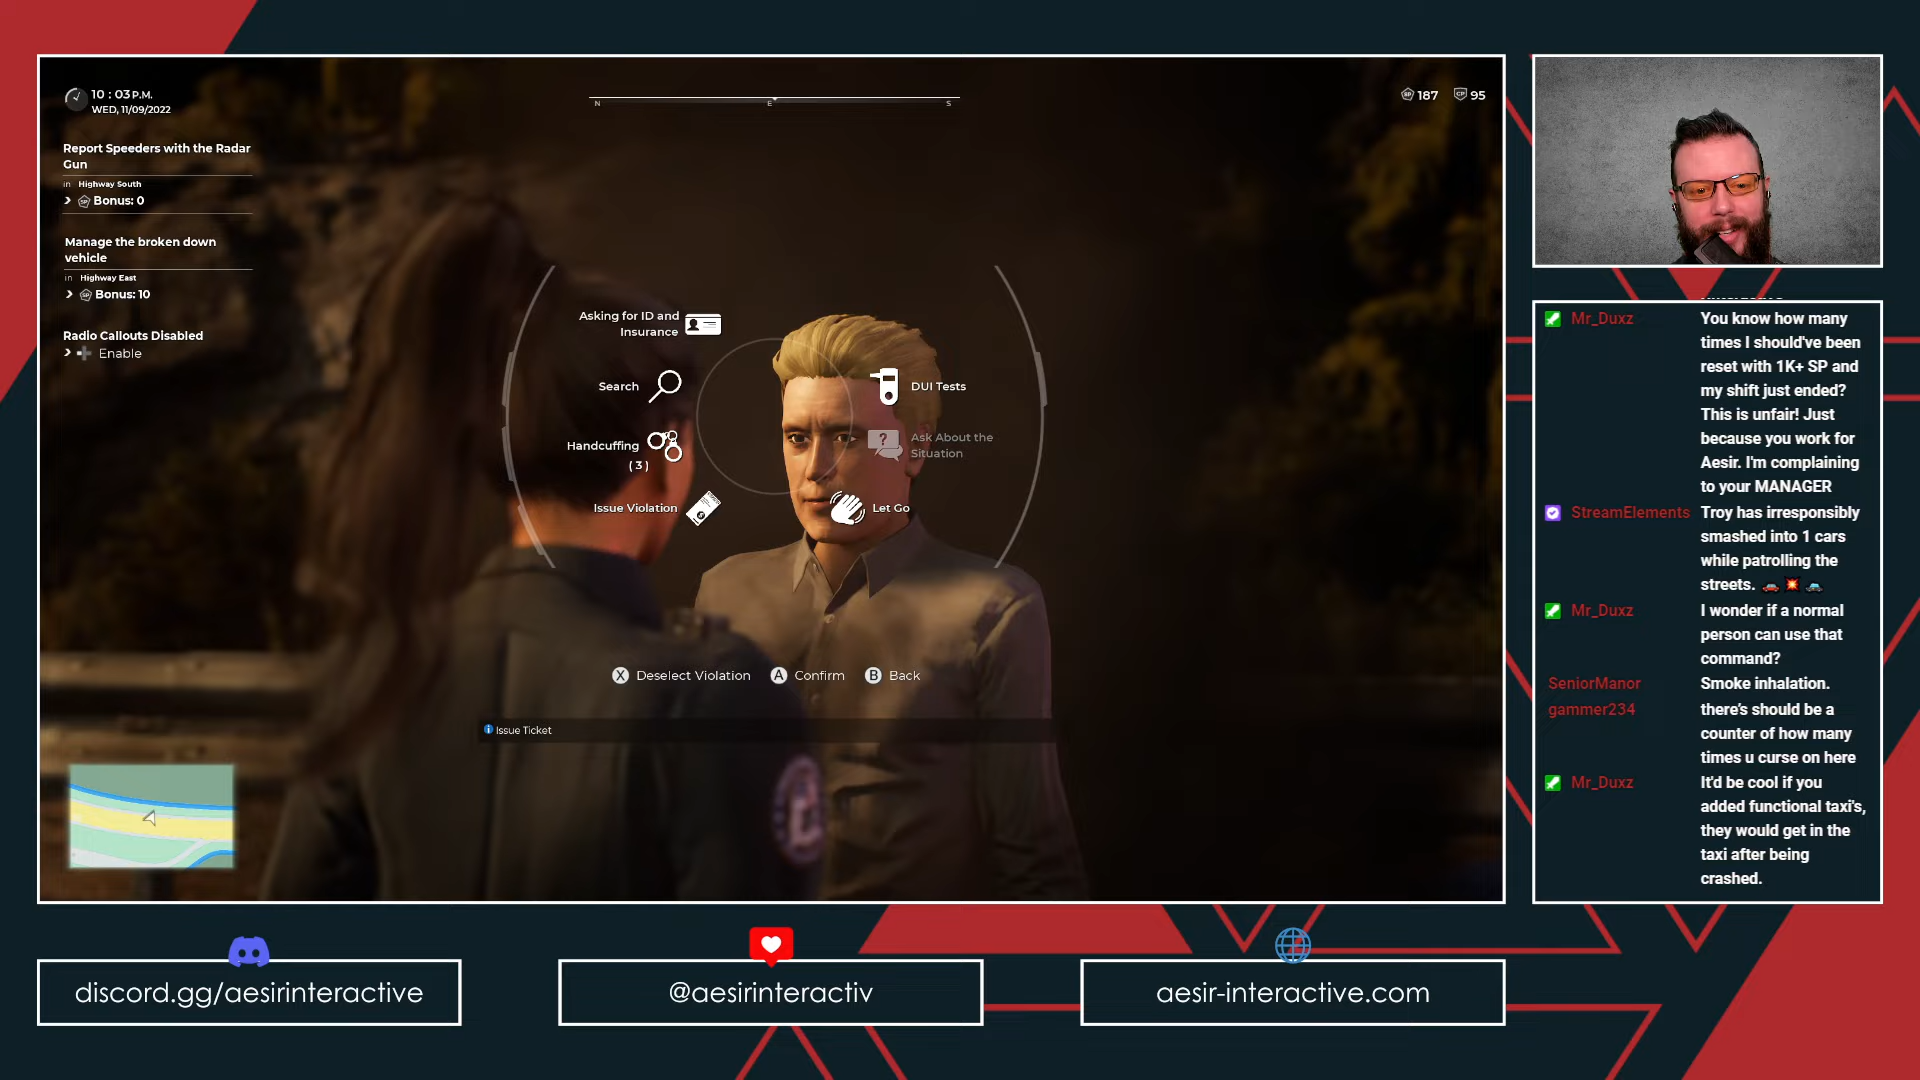 10 : 03 P.M.
WED, 11/09/2022
N
E
S
SP 187
CP 95
Report Speeders with the Radar
Gun
in Highway South
> SP Bonus: 0
Manage the broken down
vehicle
in Highway East
> SP Bonus: 10
Radio Callouts Disabled
> Enable
Asking for ID and
Insurance
Search
Handcuffing
( 3 )
Issue Violation
DUI Tests
?
Ask About the
Situation
Let Go
X Deselect Violation
A Confirm
B Back
i Issue Ticket
Mr_Duxz You know how many
times I should've been
reset with 1K+ SP and
my shift just ended?
This is unfair! Just
because you work for
Aesir. I'm complaining
to your MANAGER
StreamElements Troy has irresponsibly
smashed into 1 cars
while patrolling the
streets. 🚗 💥 🚙
Mr_Duxz I wonder if a normal
person can use that
command?
SeniorManor Smoke inhalation.
gammer234 there's should be a
counter of how many
times u curse on here
Mr_Duxz It'd be cool if you
added functional taxi's,
they would get in the
taxi after being
crashed.
discord.gg/aesirinteractive
@aesirinteractiv
aesir-interactive.com